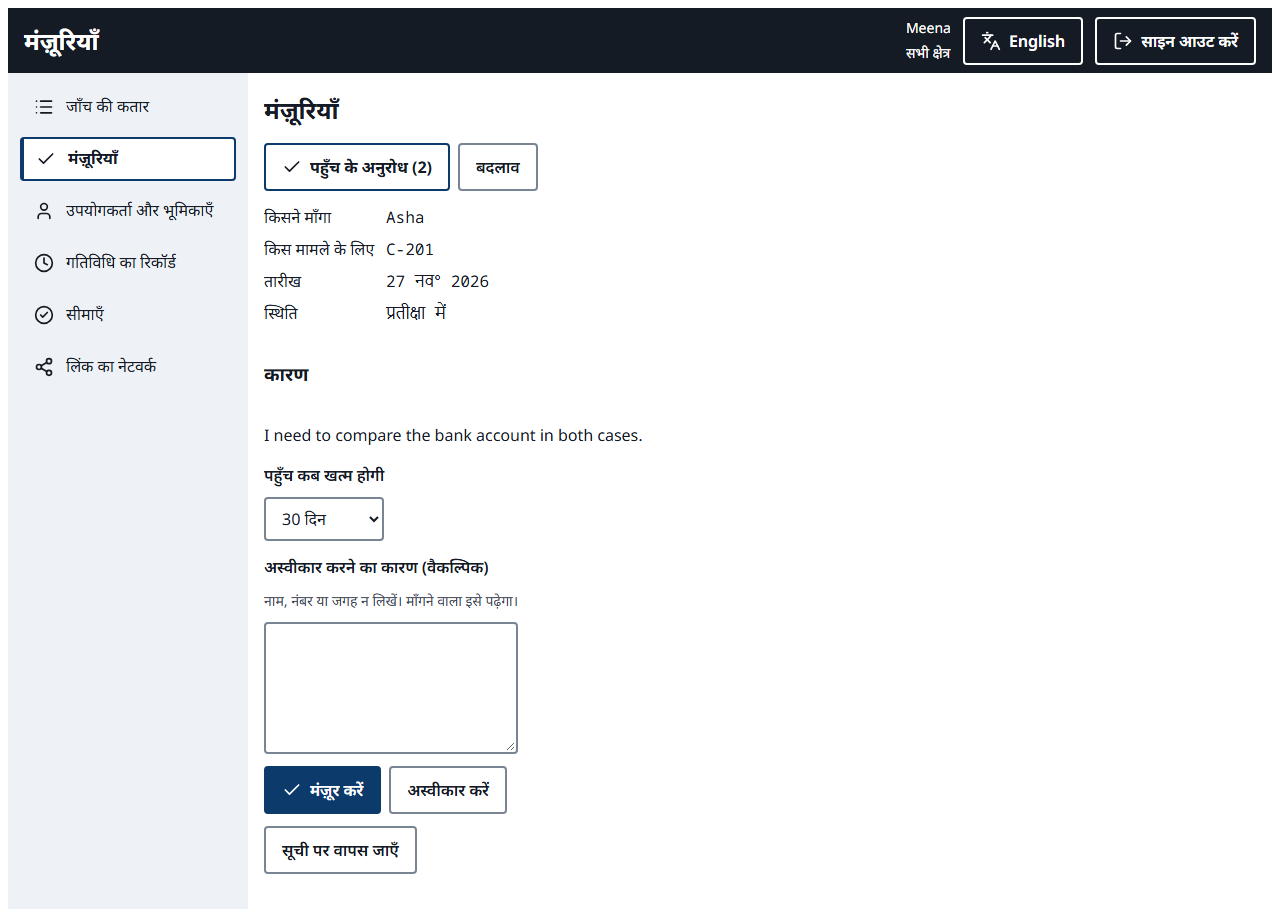 मंज़ूरियाँ
Meena
सभी क्षेत्र
English
साइन आउट करें
जाँच की कतार
मंज़ूरियाँ
उपयोगकर्ता और भूमिकाएँ
गतिविधि का रिकॉर्ड
सीमाएँ
लिंक का नेटवर्क
मंज़ूरियाँ
पहुँच के अनुरोध (2)
बदलाव
किसने माँगा Asha
किस मामले के लिए C-201
तारीख 27 नव॰ 2026
स्थिति प्रतीक्षा में
कारण
I need to compare the bank account in both cases.
पहुँच कब खत्म होगी
30 दिन
अस्वीकार करने का कारण (वैकल्पिक)
नाम, नंबर या जगह न लिखें। माँगने वाला इसे पढ़ेगा।
मंज़ूर करें
अस्वीकार करें
सूची पर वापस जाएँ